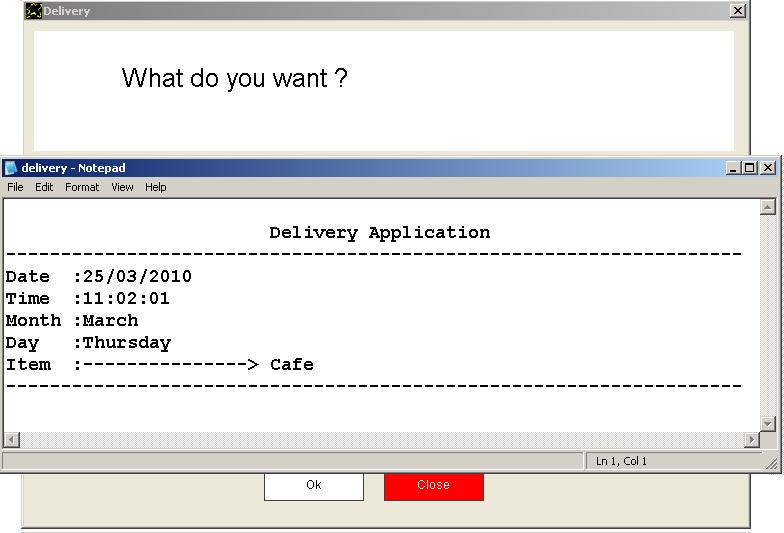 Delivery
What do you want ?
delivery - Notepad
File Edit Format View Help
Delivery Application
--------------------------------------------------------------------------------
Date  :25/03/2010
Time  :11:02:01
Month :March
Day   :Thursday
Item  :---------------> Cafe
--------------------------------------------------------------------------------
Ln 1, Col 1
Ok Close